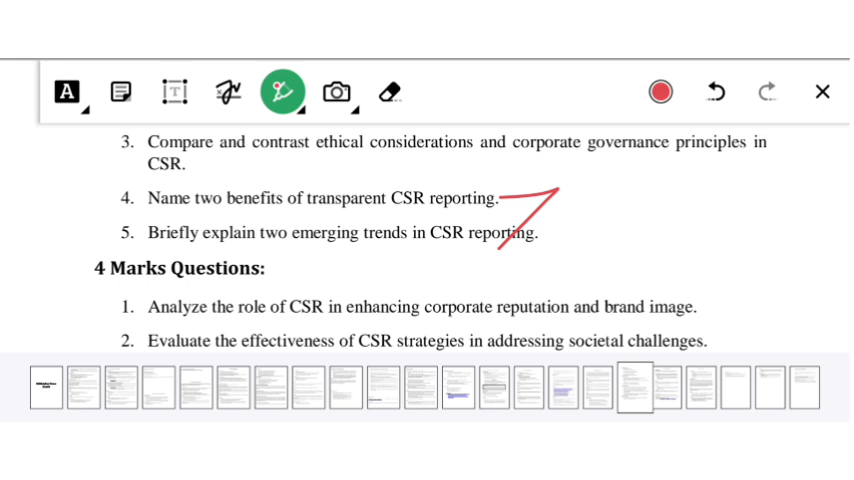 A
T
3. Compare and contrast ethical considerations and corporate governance principles in
CSR.
4. Name two benefits of transparent CSR reporting.
5. Briefly explain two emerging trends in CSR reporting.
4 Marks Questions:
1. Analyze the role of CSR in enhancing corporate reputation and brand image.
2. Evaluate the effectiveness of CSR strategies in addressing societal challenges.